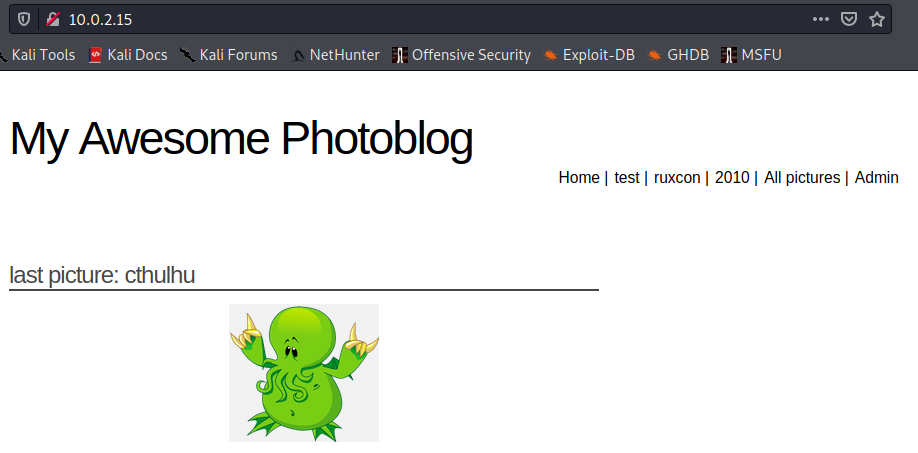 10.0.2.15
Kali Tools Kali Docs Kali Forums NetHunter Offensive Security Exploit-DB GHDB MSFU
My Awesome Photoblog
Home | test | ruxcon | 2010 | All pictures | Admin
last picture: cthulhu